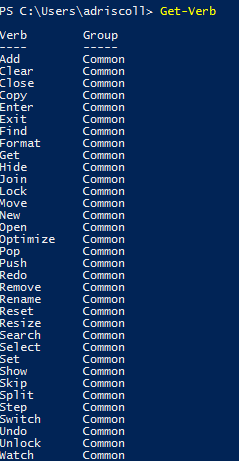 PS C:\Users\adriscoll> Get-Verb
Verb Group
---- -----
Add Common
Clear Common
Close Common
Copy Common
Enter Common
Exit Common
Find Common
Format Common
Get Common
Hide Common
Join Common
Lock Common
Move Common
New Common
Open Common
Optimize Common
Pop Common
Push Common
Redo Common
Remove Common
Rename Common
Reset Common
Resize Common
Search Common
Select Common
Set Common
Show Common
Skip Common
Split Common
Step Common
Switch Common
Undo Common
Unlock Common
Watch Common